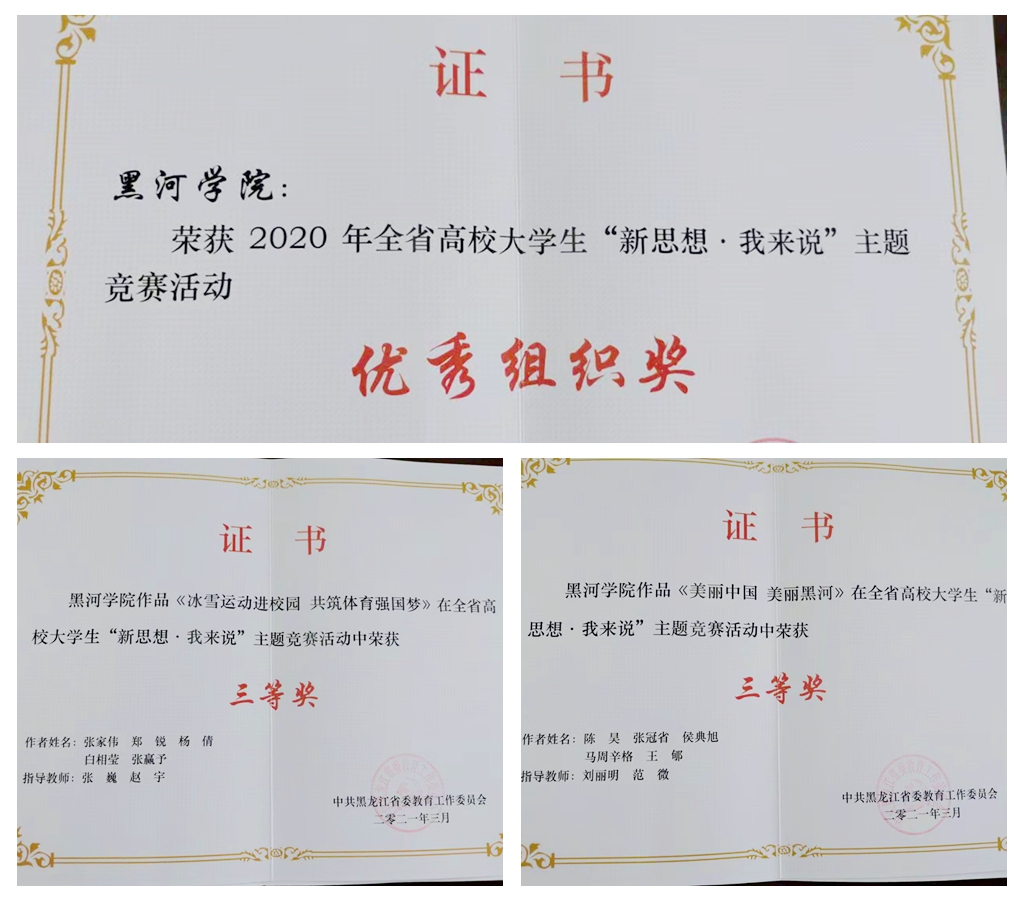 证 书
黑河学院:
荣获 2020 年全省高校大学生“新思想·我来说”主题
竞赛活动
优秀组织奖
证 书
黑河学院作品《冰雪运动进校园 共筑体育强国梦》在全省高
校大学生“新思想·我来说”主题竞赛活动中荣获
三等奖
作者姓名: 张家伟 郑 锐 杨 倩
白相莹 张赢予
指导教师: 张 巍 赵 宇
中共黑龙江省委教育工作委员会
二零二一年三月
证 书
黑河学院作品《美丽中国 美丽黑河》在全省高校大学生“新
思想·我来说”主题竞赛活动中荣获
三等奖
作者姓名: 陈 昊 张冠省 侯典旭
马周辛格 王 郇
指导教师: 刘丽明 范 微
中共黑龙江省委教育工作委员会
二零二一年三月